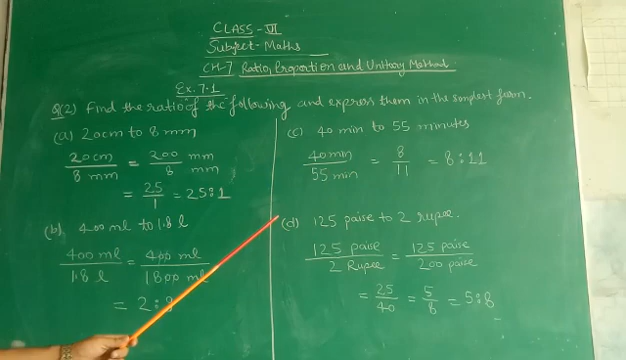 CLASS - VI
Subject - Maths
CH-7 Ratio, Proportion and Unitary Method
Ex. 7.1
Q(2) Find the ratio of the following and express them in the simplest form.
(a) 20cm to 8 mm
20cm / 8 mm = 200 mm / 8 mm
= 25/1 = 25:1
(b) 400 ml to 1.8 l
400 ml / 1.8 l = 400 ml / 1800 ml
= 2:9
(c) 40 min to 55 minutes
40 min / 55 min = 8/11 = 8:11
(d) 125 paise to 2 rupee.
125 paise / 2 Rupee = 125 paise / 200 paise
= 25/40 = 5/8 = 5:8